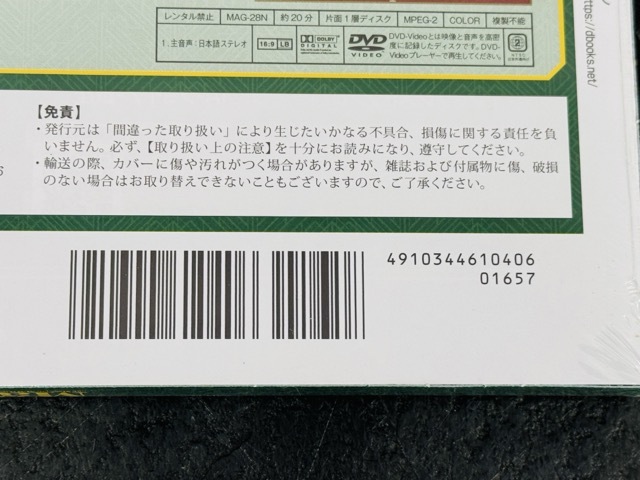 レンタル禁止 MAG-28N 約20分 片面1層ディスク MPEG-2 COLOR 複製不能
1. 主音声:日本語ステレオ 16:9 LB DOLBY DIGITAL DVD VIDEO
DVD-Videoとは映像と音声を高密
度に記録したディスクです。DVD-
Videoプレーヤーで再生してください。
2
https://dbooks.net/
【免責】
・発行元は「間違った取り扱い」により生じたいかなる不具合、損傷に関する責任を負
いません。必ず、【取り扱い上の注意】を十分にお読みになり、遵守してください。
・輸送の際、カバーに傷や汚れがつく場合がありますが、雑誌および付属物に傷、破損
のない場合はお取り替えできないこともございますので、ご了承ください。
4910344610406
01657